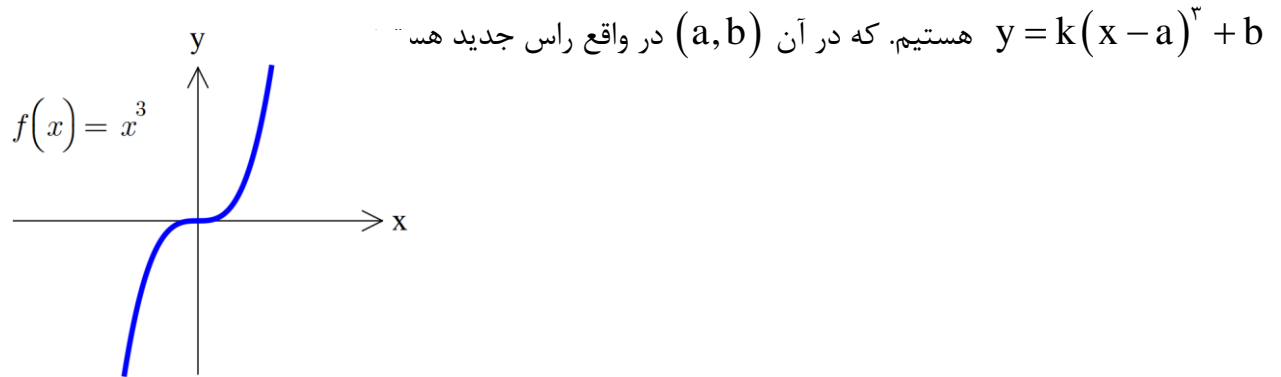 y = k(x − a)^۳ + b هستیم. که در آن (a, b) در واقع راس جدید
y
f(x) = x^3
x